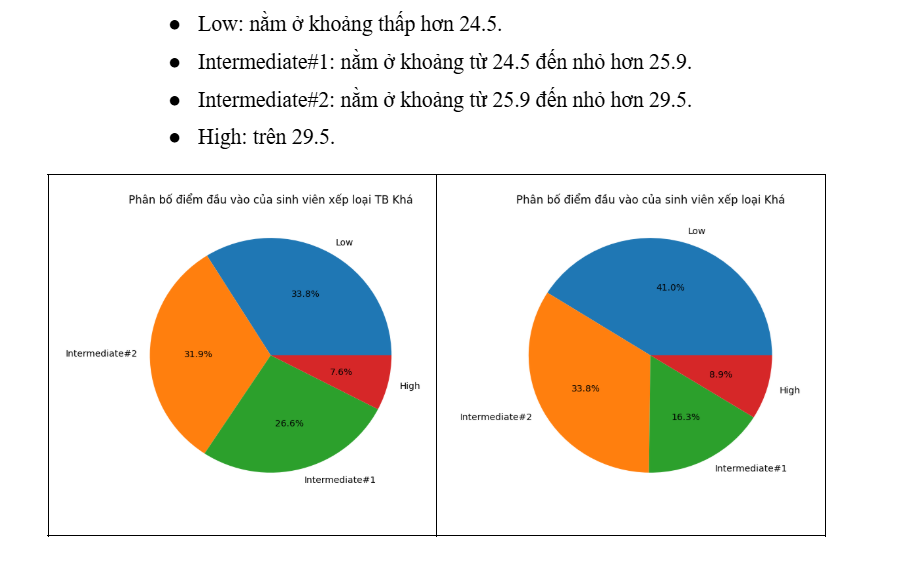 ● Low: nằm ở khoảng thấp hơn 24.5.
● Intermediate#1: nằm ở khoảng từ 24.5 đến nhỏ hơn 25.9.
● Intermediate#2: nằm ở khoảng từ 25.9 đến nhỏ hơn 29.5.
● High: trên 29.5.
Phân bố điểm đầu vào của sinh viên xếp loại TB Khá
Low
33.8%
Intermediate#2
31.9%
7.6%
High
26.6%
Intermediate#1
Phân bố điểm đầu vào của sinh viên xếp loại Khá
Low
41.0%
33.8%
8.9%
High
Intermediate#2
16.3%
Intermediate#1